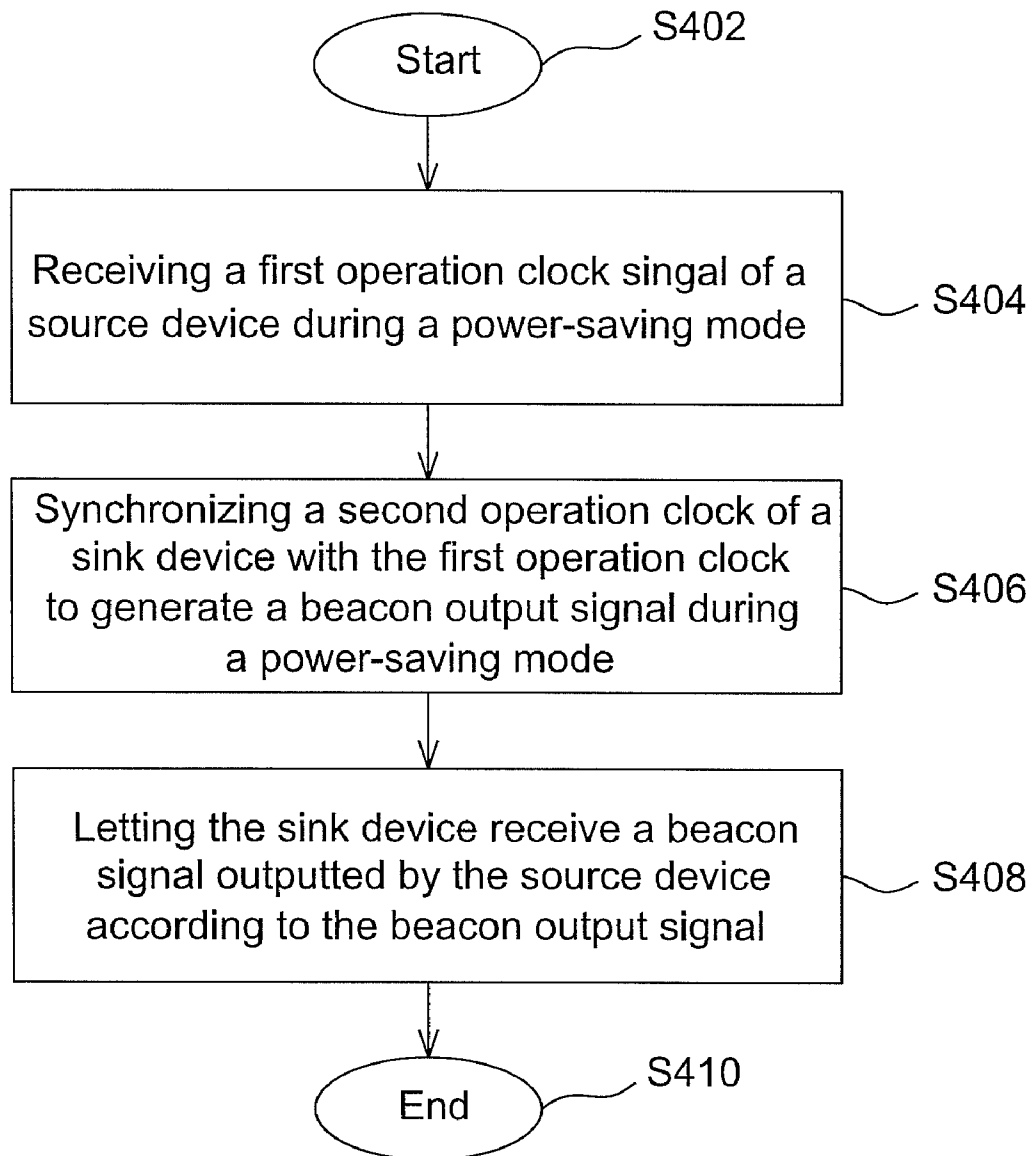 Start
S402
Receiving a first operation clock singal of a
source device during a power-saving mode
S404
Synchronizing a second operation clock of a
sink device with the first operation clock
to generate a beacon output signal during
a power-saving mode
S406
Letting the sink device receive a beacon
signal outputted by the source device
according to the beacon output signal
S408
End
S410